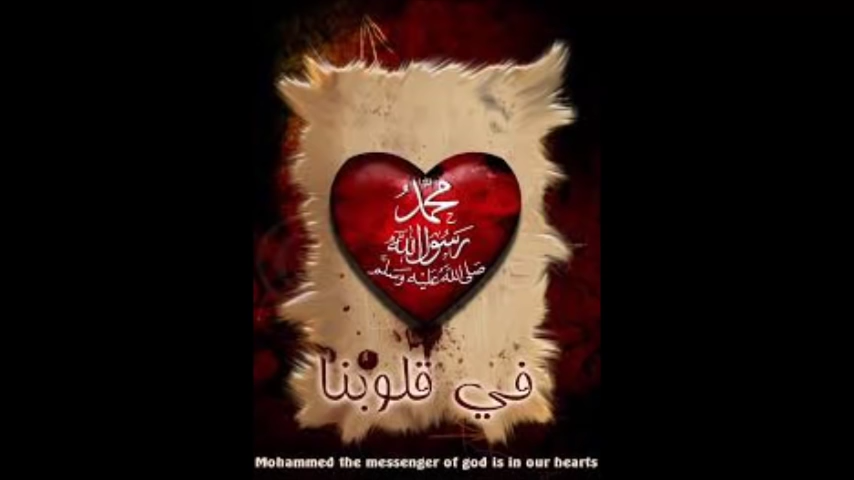 محمد
رسول الله
صلى الله عليه وسلم
في قلوبنا
Mohammed the messenger of god is in our hearts